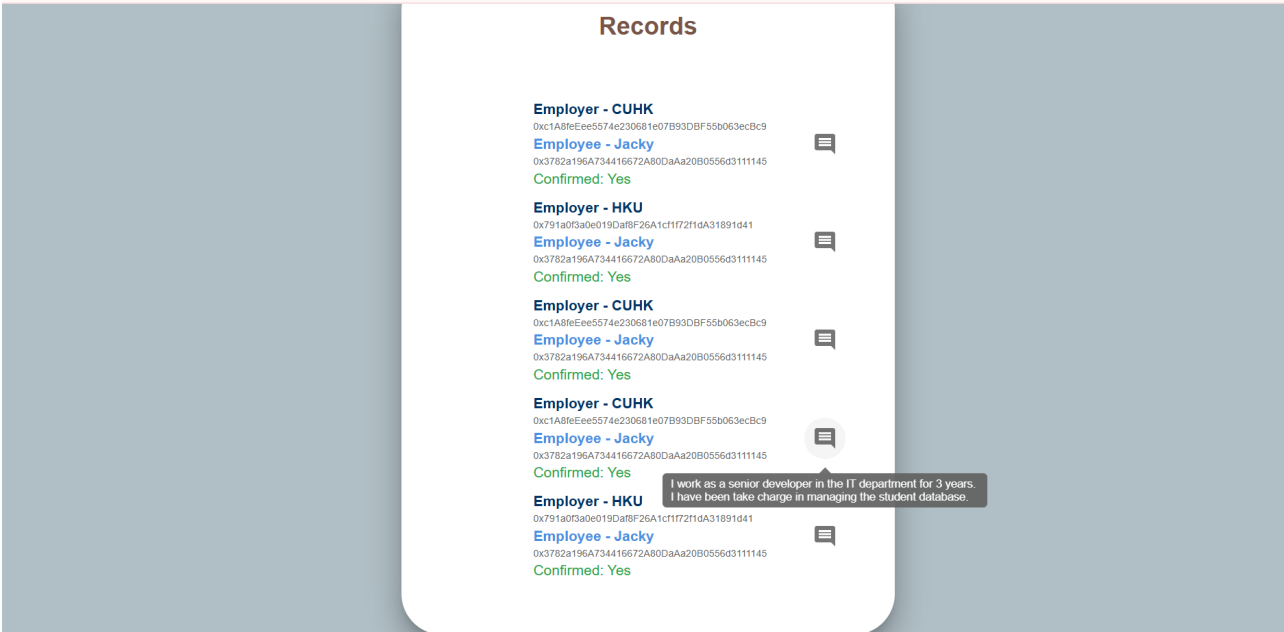 Records
Employer - CUHK
0xc1A8feEee5574e230681e07B93DBF55b063ecBc9
Employee - Jacky
0x3782a196A734416672A80DaAa20B0556d3111145
Confirmed: Yes
Employer - HKU
0x791a0f3a0e019Daf8F26A1cf1f72f1dA31891d41
Employee - Jacky
0x3782a196A734416672A80DaAa20B0556d3111145
Confirmed: Yes
Employer - CUHK
0xc1A8feEee5574e230681e07B93DBF55b063ecBc9
Employee - Jacky
0x3782a196A734416672A80DaAa20B0556d3111145
Confirmed: Yes
Employer - CUHK
0xc1A8feEee5574e230681e07B93DBF55b063ecBc9
Employee - Jacky
0x3782a196A734416672A80DaAa20B0556d3111145
Confirmed: Yes
I work as a senior developer in the IT department for 3 years.
I have been take charge in managing the student database.
Employer - HKU
0x791a0f3a0e019Daf8F26A1cf1f72f1dA31891d41
Employee - Jacky
0x3782a196A734416672A80DaAa20B0556d3111145
Confirmed: Yes